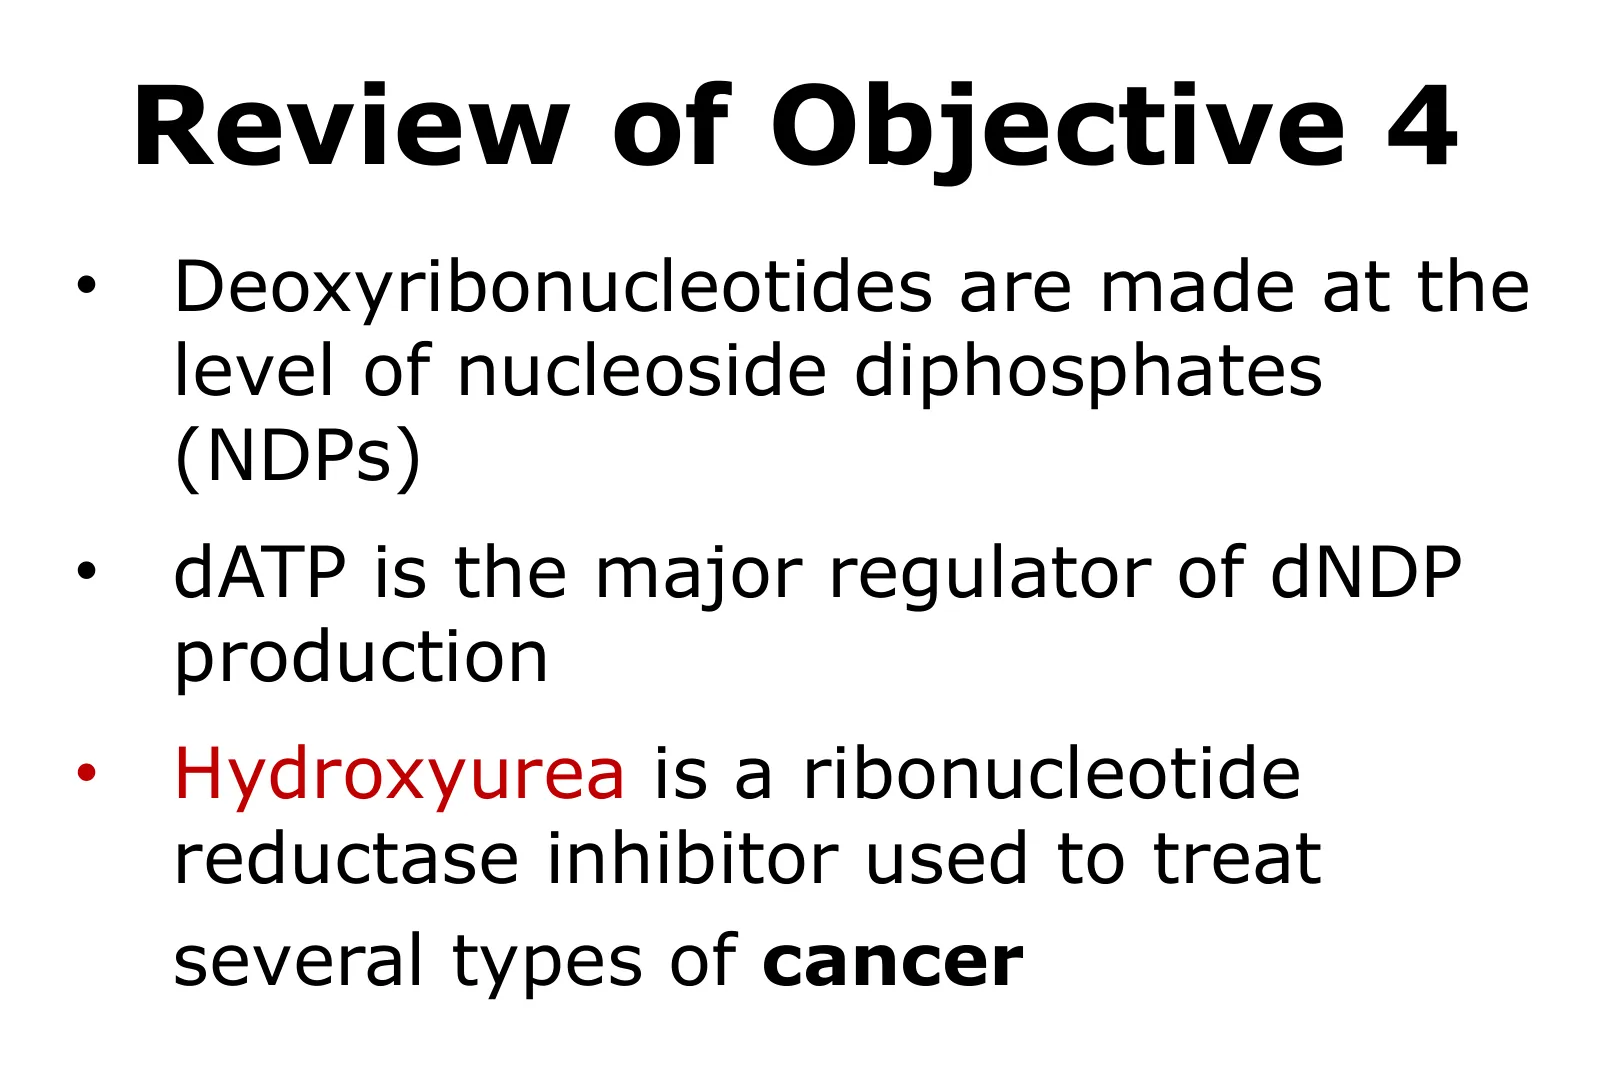 Review of Objective 4
• Deoxyribonucleotides are made at the
level of nucleoside diphosphates
(NDPs)
• dATP is the major regulator of dNDP
production
• Hydroxyurea is a ribonucleotide
reductase inhibitor used to treat
several types of cancer